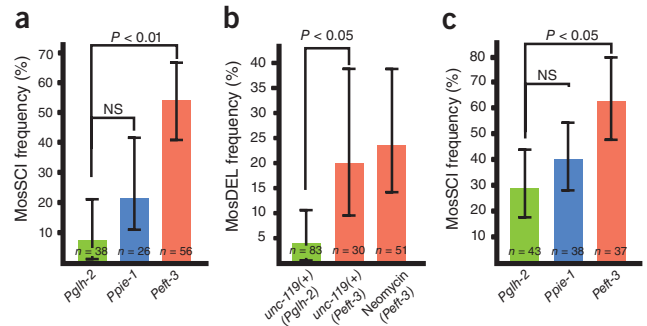 a
MosSCI frequency (%)
70
60
50
40
30
20
10
P < 0.01
NS
n = 38
n = 26
n = 56
Pglh-2
Ppie-1
Peft-3
b
MosDEL frequency (%)
40
35
30
25
20
15
10
5
P < 0.05
n = 83
n = 30
n = 51
unc-119(+)
(Pglh-2)
unc-119(+)
(Peft-3)
Neomycin
(Peft-3)
c
MosSCI frequency (%)
80
70
60
50
40
30
20
10
P < 0.05
NS
n = 43
n = 38
n = 37
Pglh-2
Ppie-1
Peft-3